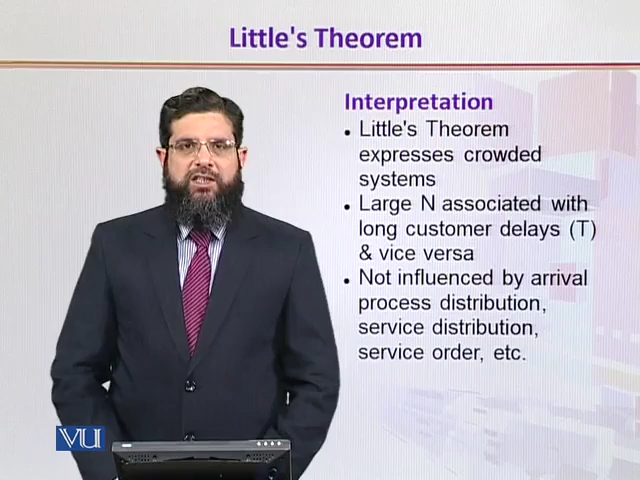 Little's Theorem
Interpretation
• Little's Theorem
expresses crowded
systems
• Large N associated with
long customer delays (T)
& vice versa
• Not influenced by arrival
process distribution,
service distribution,
service order, etc.
VU